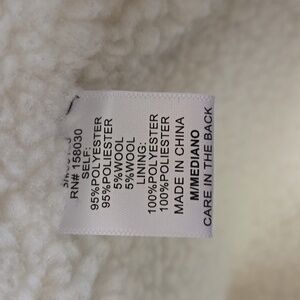 RN# 158030
SELF:
95%POLYESTER
95%POLIESTER
5%WOOL
5%WOOL
LINING:
100%POLYESTER
100%POLIESTER
MADE IN CHINA
M/MEDIANO
CARE IN THE BACK